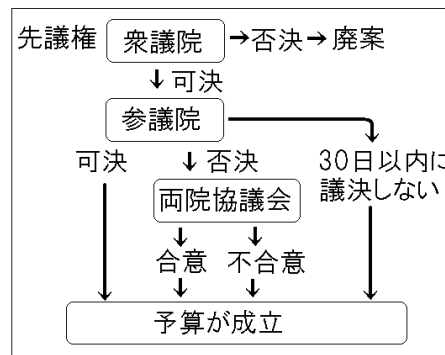 先議権 衆議院 →否決→廃案
↓可決
参議院
可決 ↓否決 30日以内に
議決しない
両院協議会
合意 不合意
予算が成立